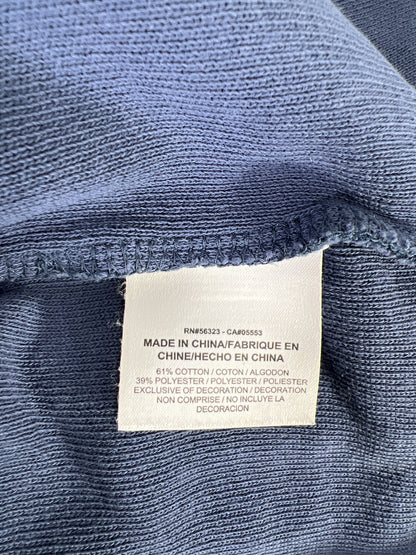 RN#56323 - CA#05553
MADE IN CHINA/FABRIQUE EN
CHINE/HECHO EN CHINA
61% COTTON / COTON / ALGODON
39% POLYESTER / POLYESTER / POLIESTER
EXCLUSIVE OF DECORATION / DECORATION
NON COMPRISE / NO INCLUYE LA
DECORACION